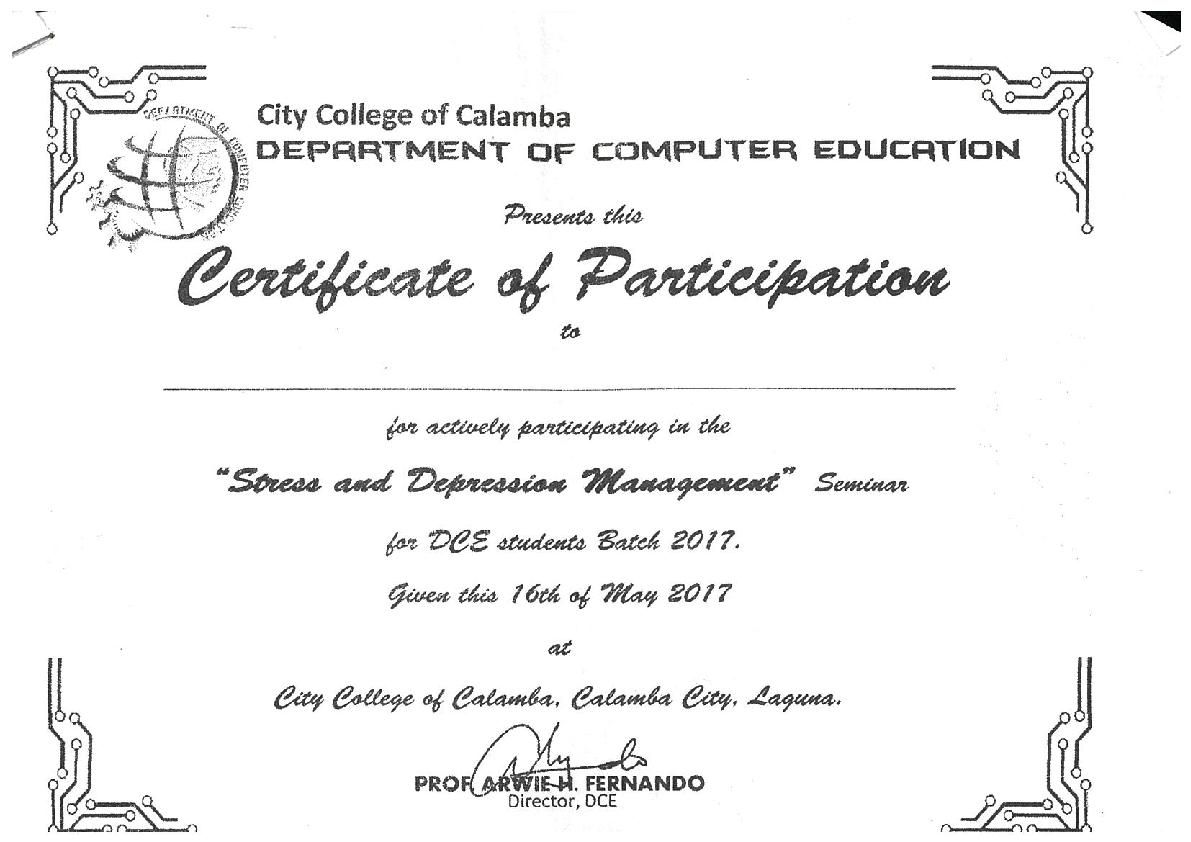 DEPARTMENT OF COMPUTER EDUCATION
City College of Calamba
DEPARTMENT OF COMPUTER EDUCATION
Presents this
Certificate of Participation
to
for actively participating in the
"Stress and Depression Management" Seminar
for DCE students Batch 2017.
Given this 16th of May 2017
at
City College of Calamba, Calamba City, Laguna.
PROF ARWIE H. FERNANDO
Director, DCE